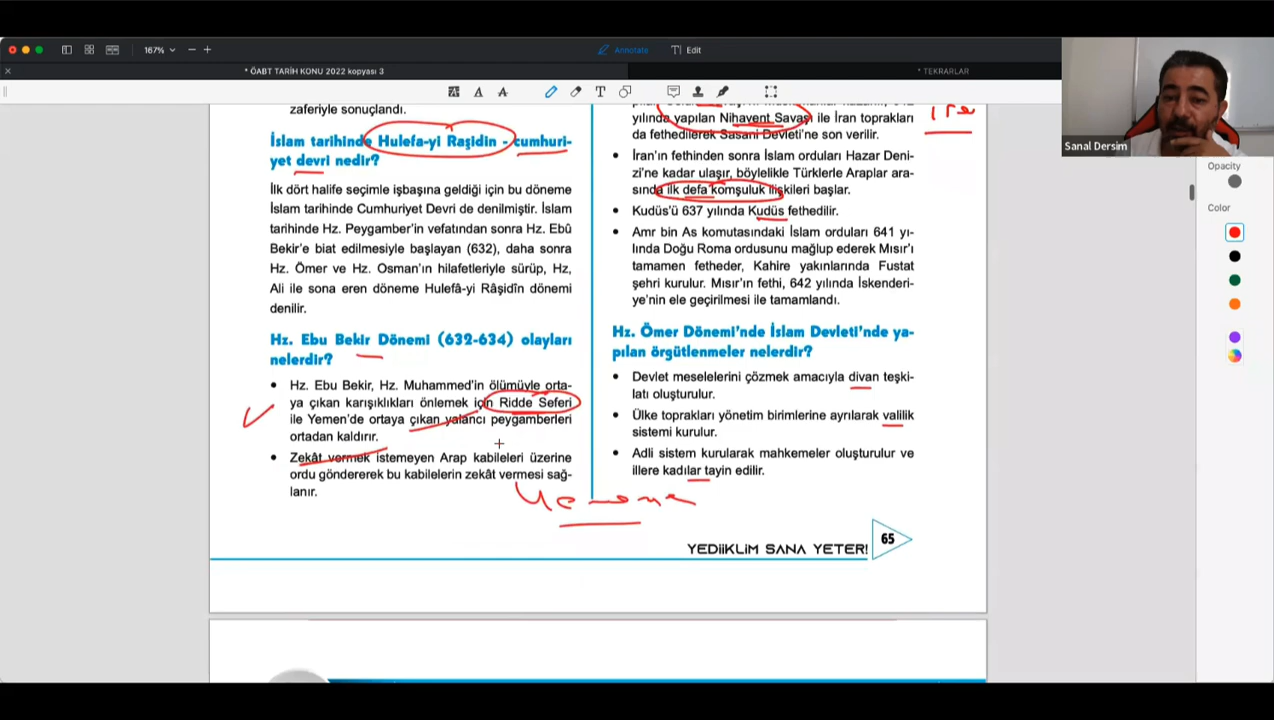 167%
Annotate
Edit
* ÖABT TARİH KONU 2022 kopyası 3
* TEKRARLAR
Sanal Dersim
Opacity
Color
zaferiyle sonuçlandı.
İslam tarihinde Hulefa-yi Raşidin - cumhuri-
yet devri nedir?
İlk dört halife seçimle işbaşına geldiği için bu döneme
İslam tarihinde Cumhuriyet Devri de denilmiştir. İslam
tarihinde Hz. Peygamber’in vefatından sonra Hz. Ebû
Bekir’e biat edilmesiyle başlayan (632), daha sonra
Hz. Ömer ve Hz. Osman’ın hilafetleriyle sürüp, Hz,
Ali ile sona eren döneme Hulefâ-yi Râşidîn dönemi
denilir.
Hz. Ebu Bekir Dönemi (632-634) olayları
nelerdir?
• Hz. Ebu Bekir, Hz. Muhammed’in ölümüyle orta-
ya çıkan karışıklıkları önlemek için Ridde Seferi
ile Yemen’de ortaya çıkan yalancı peygamberleri
ortadan kaldırır.
• Zekât vermek istemeyen Arap kabileleri üzerine
ordu göndererek bu kabilelerin zekât vermesi sağ-
lanır.
yılında yapılan Nihavent Savaşı ile İran toprakları
da fethedilerek Sasani Devleti’ne son verilir.
• İran’ın fethinden sonra İslam orduları Hazar Deni-
zi’ne kadar ulaşır, böylelikle Türklerle Araplar ara-
sında ilk defa komşuluk ilişkileri başlar.
• Kudüs’ü 637 yılında Kudüs fethedilir.
• Amr bin As komutasındaki İslam orduları 641 yı-
lında Doğu Roma ordusunu mağlup ederek Mısır’ı
tamamen fetheder, Kahire yakınlarında Fustat
şehri kurulur. Mısır’ın fethi, 642 yılında İskenderi-
ye’nin ele geçirilmesi ile tamamlandı.
Hz. Ömer Dönemi’nde İslam Devleti’nde ya-
pılan örgütlenmeler nelerdir?
• Devlet meselelerini çözmek amacıyla divan teşki-
latı oluşturulur.
• Ülke toprakları yönetim birimlerine ayrılarak valilik
sistemi kurulur.
• Adli sistem kurularak mahkemeler oluşturulur ve
illere kadılar tayin edilir.
YEDiiKLiM SANA YETER!
65